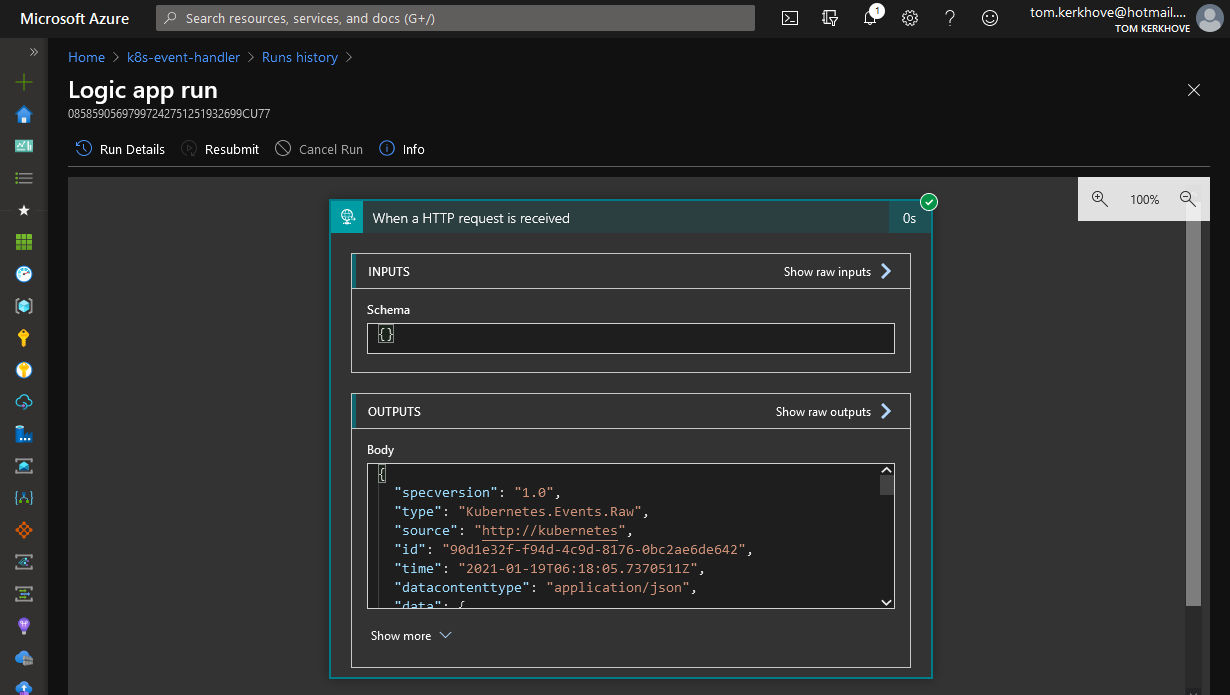 Microsoft Azure
Search resources, services, and docs (G+/)
1
tom.kerkhove@hotmail....
TOM KERKHOVE
Home > k8s-event-handler > Runs history >
Logic app run
08585905697997242751251932699CU77
Run Details
Resubmit
Cancel Run
Info
100%
When a HTTP request is received
0s
INPUTS
Show raw inputs
Schema
{}
OUTPUTS
Show raw outputs
Body
{
"specversion": "1.0",
"type": "Kubernetes.Events.Raw",
"source": "http://kubernetes",
"id": "90d1e32f-f94d-4c9d-8176-0bc2ae6de642",
"time": "2021-01-19T06:18:05.7370511Z",
"datacontenttype": "application/json",
"data": {
Show more